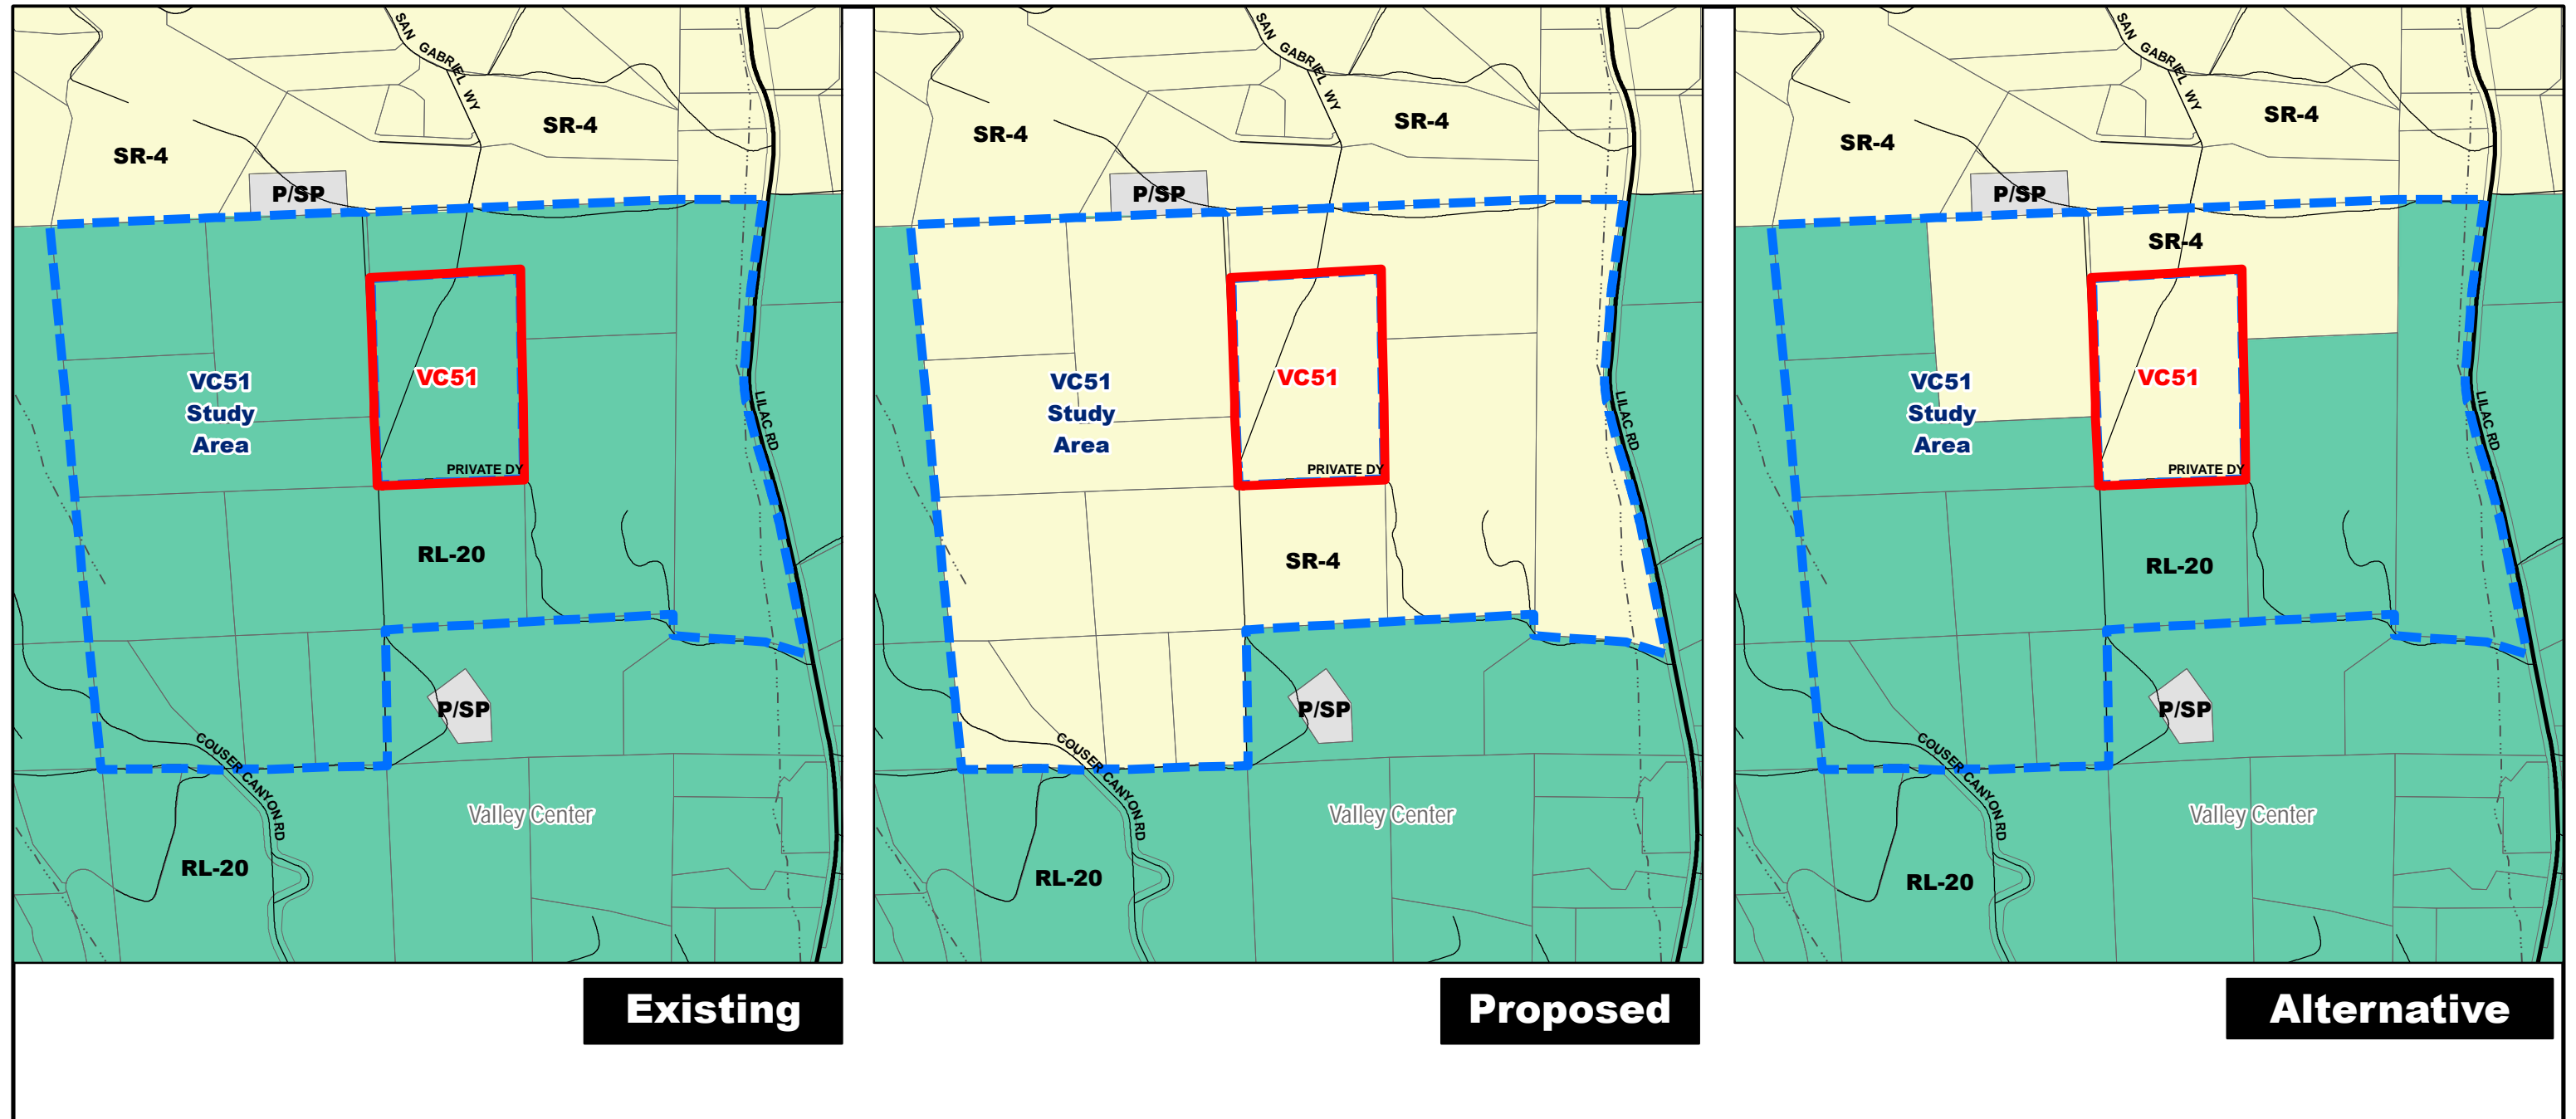 SAN GABRIEL WY
SR-4
SR-4
P/SP
VC51
Study
Area
VC51
LILAC RD
PRIVATE DY
RL-20
P/SP
COUSER CANYON RD
Valley Center
RL-20
Existing
SAN GABRIEL WY
SR-4
SR-4
P/SP
VC51
Study
Area
VC51
LILAC RD
PRIVATE DY
SR-4
P/SP
COUSER CANYON RD
Valley Center
RL-20
Proposed
SAN GABRIEL WY
SR-4
SR-4
P/SP
SR-4
VC51
Study
Area
VC51
LILAC RD
PRIVATE DY
RL-20
P/SP
COUSER CANYON RD
Valley Center
RL-20
Alternative